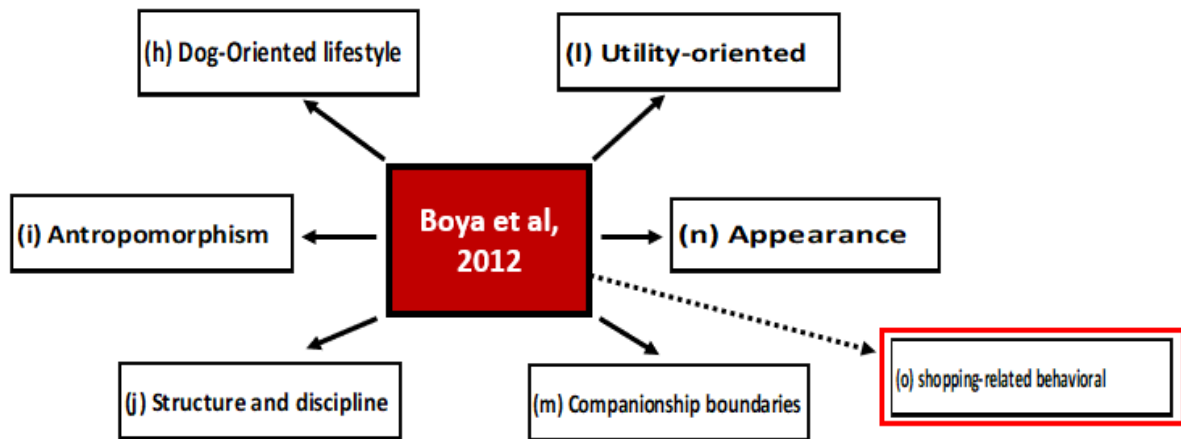 (h) Dog-Oriented lifestyle
(l) Utility-oriented
(i) Antropomorphism
Boya et al,
2012
(n) Appearance
(o) shopping-related behavioral
(j) Structure and discipline
(m) Companionship boundaries